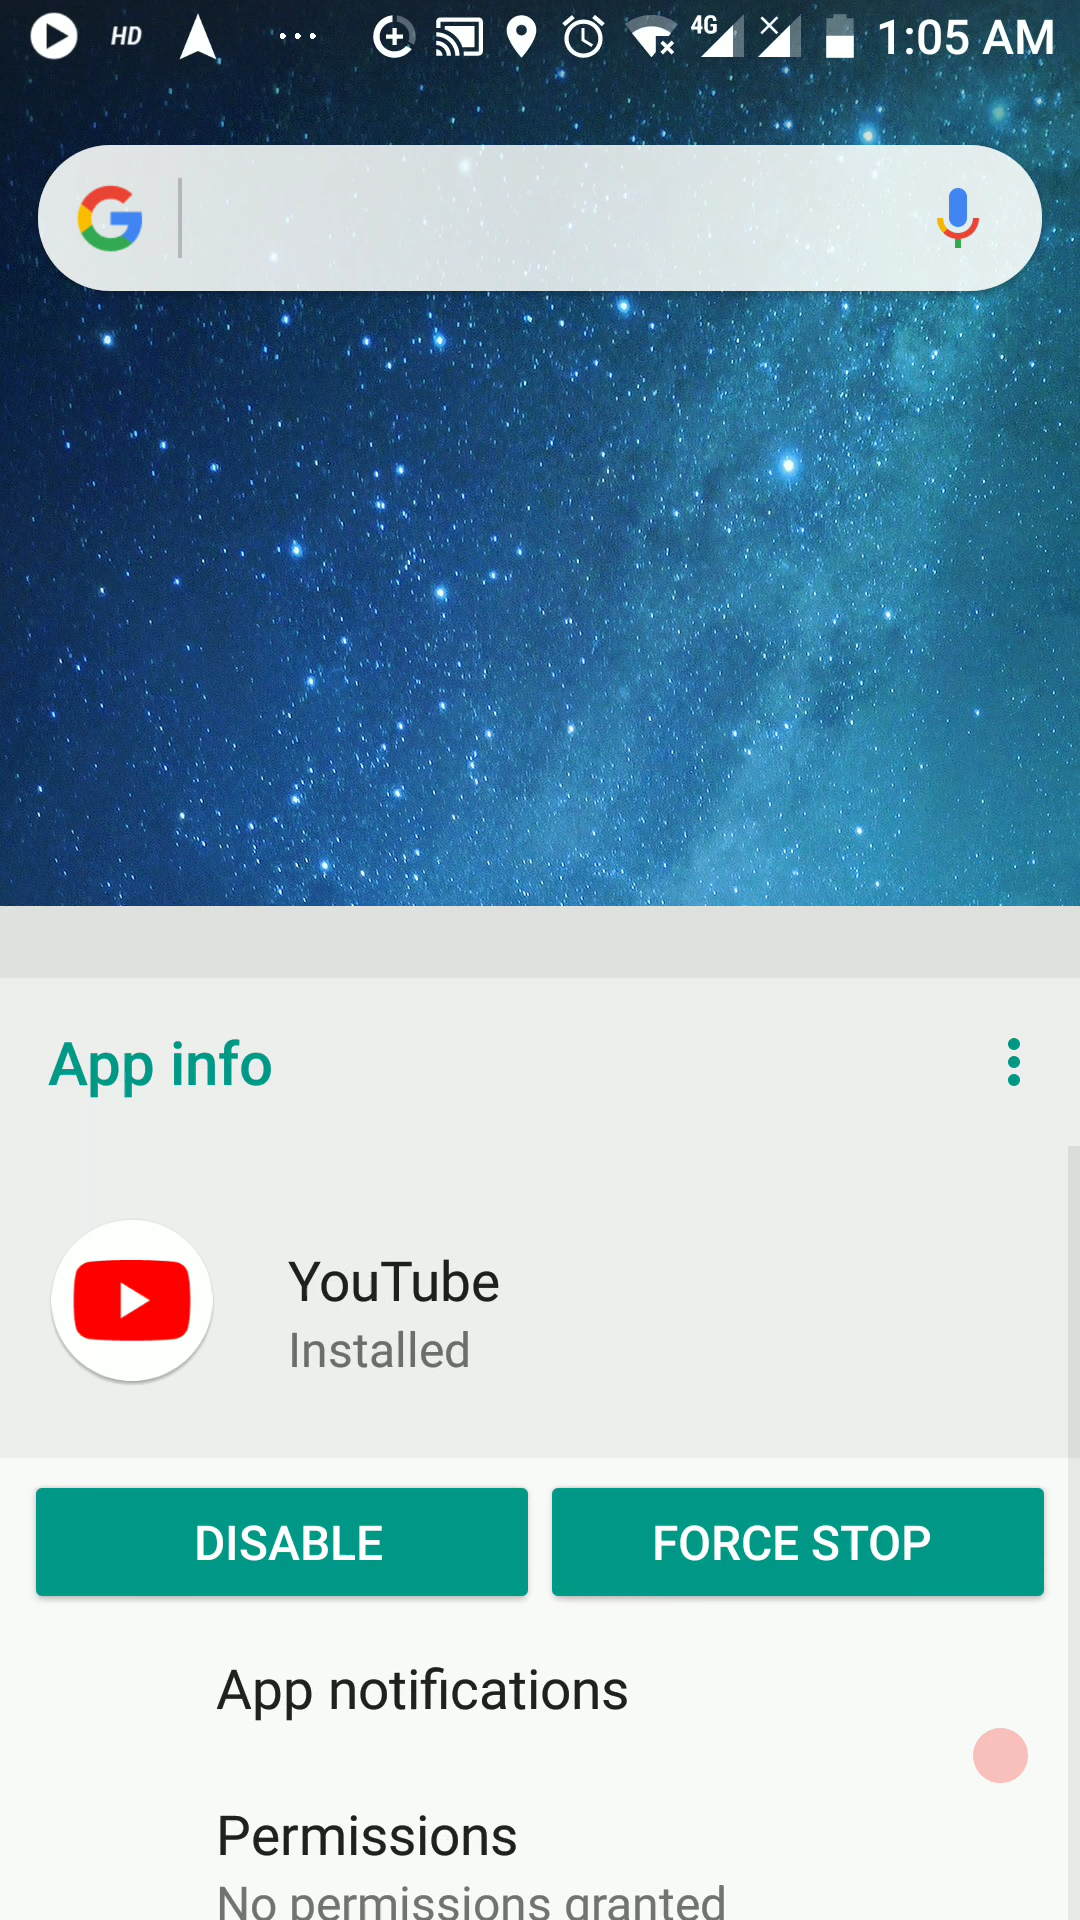 HD 4G 1:05 AM
App info
YouTube
Installed
DISABLE FORCE STOP
App notifications
Permissions
No permissions granted